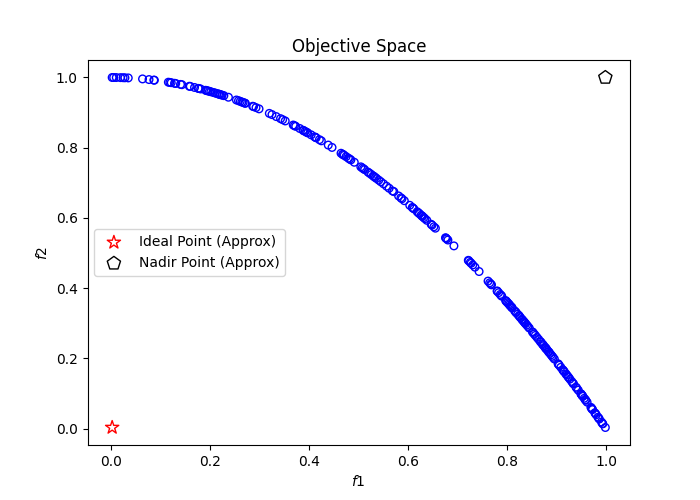 Objective Space
1.0
0.8
0.6
0.4
0.2
0.0
f2
Ideal Point (Approx)
Nadir Point (Approx)
0.0 0.2 0.4 0.6 0.8 1.0
f1